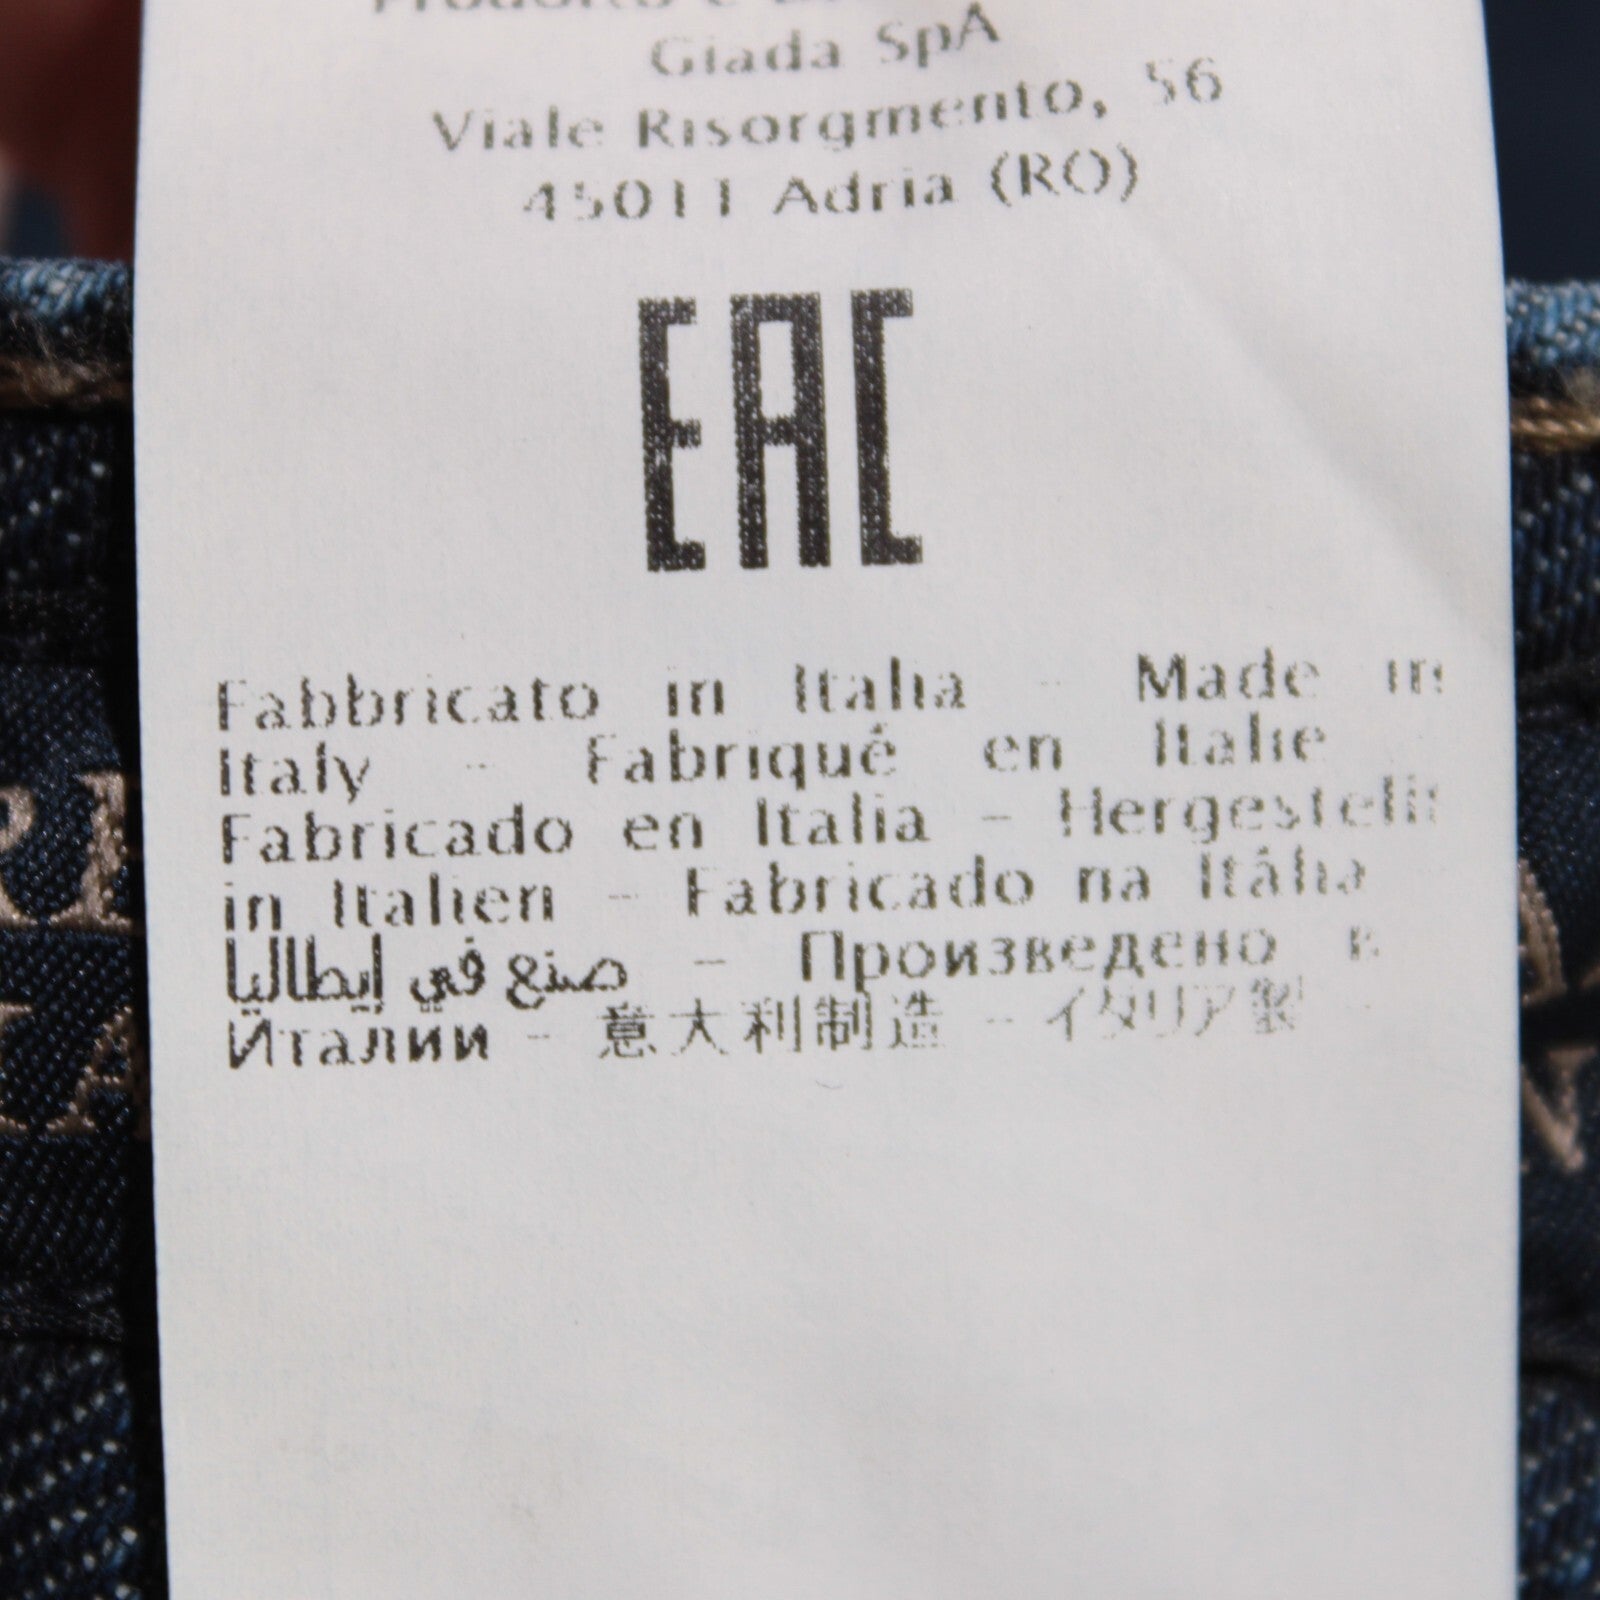 Prodotto e
Giada SpA
Viale Risorgmento, 56
45011 Adria (RO)
EAC
Fabbricato in Italia - Made in
Italy - Fabriqué en Italie
Fabricado en Italia - Hergestellt
in Italien - Fabricado na Itália -
صنع في إيطاليا - Произведено в
Италии - 意大利制造 - イタリア製 -